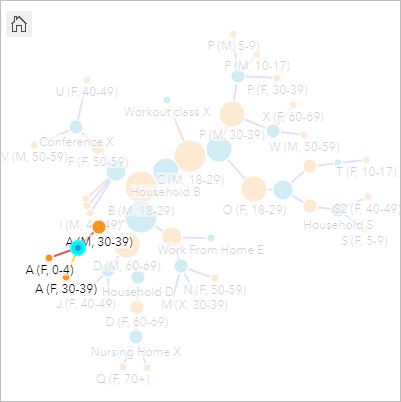 P (M, 5-9)
P (M, 10-17)
U (F, 40-49)
P (F, 30-39)
Workout class X
X (F, 60-69)
P (M, 30-39)
Conference X
W (M, 50-59)
V (M, 50-59)
F (F, 50-59)
T (F, 10-17)
C (M, 18-29)
Household B
S2 (F, 40-49)
B (M, 18-29)
O (F, 18-29)
I (M, 40-49)
Household S
A (M, 30-39)
S (F, 5-9)
Work From Home E
A (F, 0-4)
D (M, 60-69)
A (F, 30-39)
Household D
N (F, 50-59)
J (F, 40-49)
M (X, 30-39)
D (F, 60-69)
Nursing Home X
Q (F, 70+)